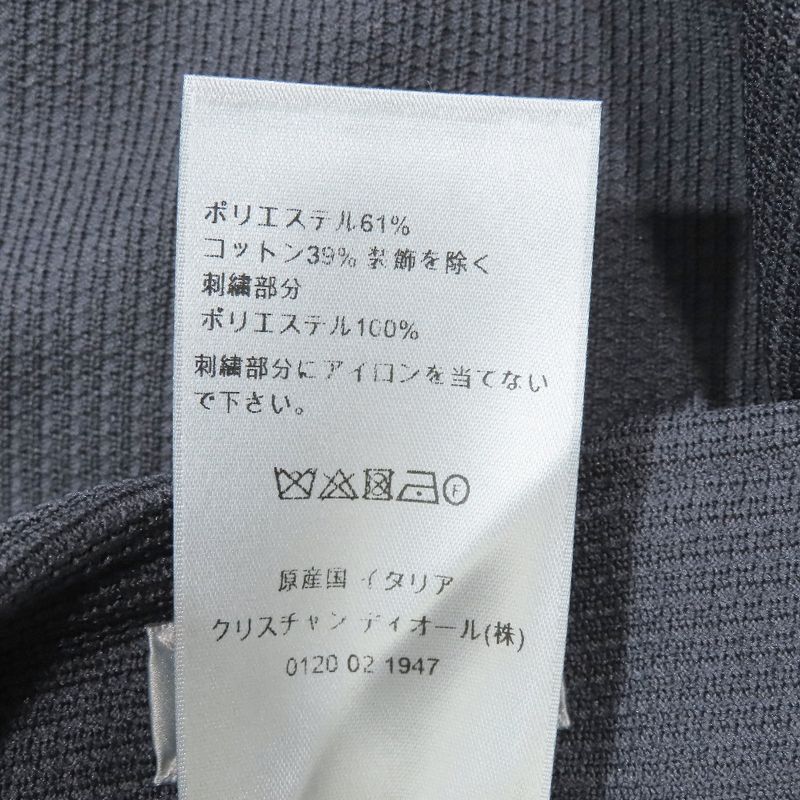 ポリエステル61%
コットン39% 装飾を除く
刺繍部分
ポリエステル100%
刺繍部分にアイロンを当てない
で下さい。
F
原産国 イタリア
クリスチャン ディオール(株)
0120 02 1947